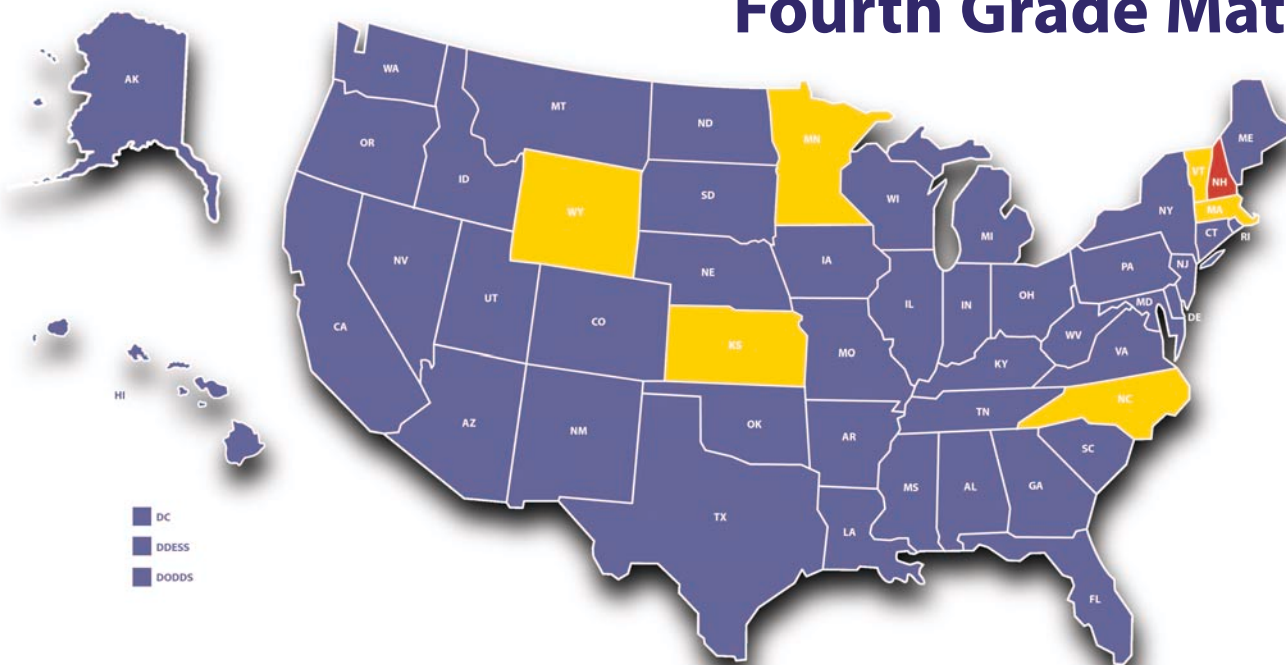 Fourth Grade Mat
AK
WA
MT
ND
MN
OR
ID
SD
WI
ME
VT
NH
WY
NY
MA
MI
CT
RI
NV
NE
IA
PA
NJ
UT
CO
IL
IN
OH
MD
DE
CA
KS
MO
WV
VA
KY
HI
AZ
NM
OK
AR
TN
NC
SC
MS
AL
GA
TX
LA
FL
DC
DDESS
DODDS